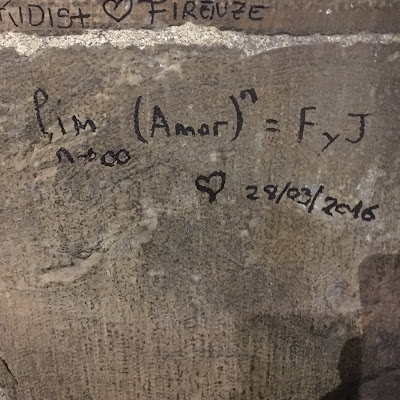 ♡ FIRENZE
lim (Amor)ⁿ = F y J
n→∞
♡ 28/03/2016